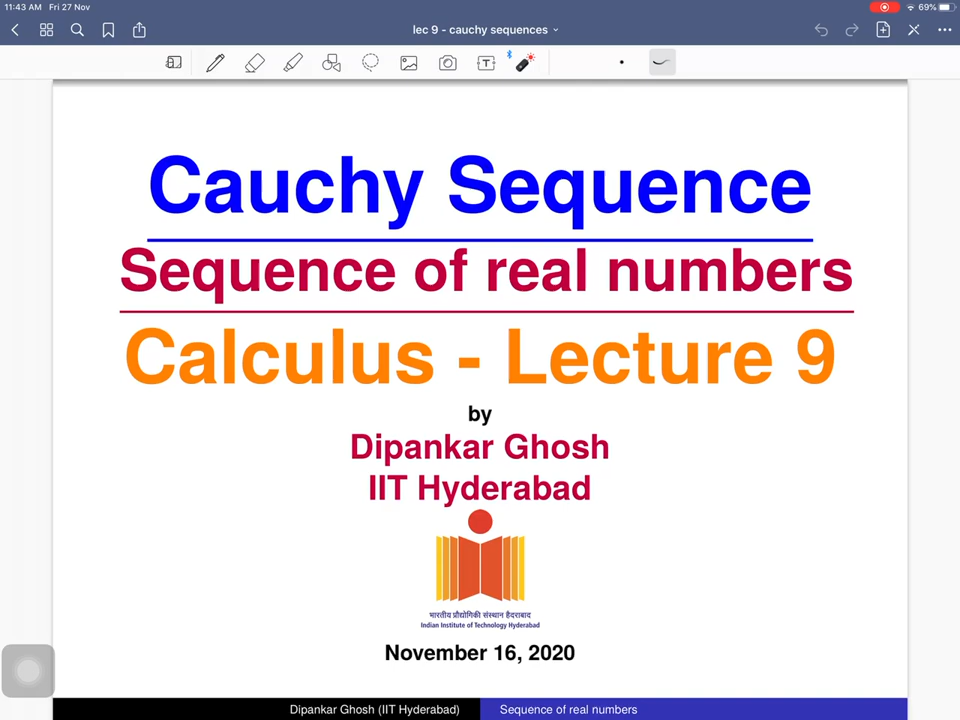 11:43 AM Fri 27 Nov
69%
lec 9 - cauchy sequences
T
Cauchy Sequence
Sequence of real numbers
Calculus - Lecture 9
by
Dipankar Ghosh
IIT Hyderabad
भारतीय प्रौद्योगिकी संस्थान हैदराबाद
Indian Institute of Technology Hyderabad
November 16, 2020
Dipankar Ghosh (IIT Hyderabad)
Sequence of real numbers